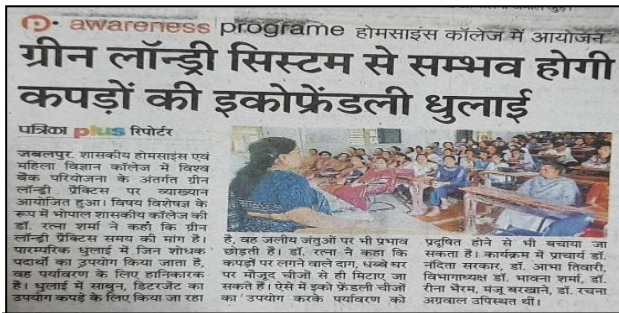 awareness programe होमसाइंस कॉलेज में आयोजन
ग्रीन लॉन्ड्री सिस्टम से सम्भव होगी
कपड़ों की इकोफ्रेंडली धुलाई
पत्रिका plus रिपोर्टर
जबलपुर. शासकीय होमसाइंस एवं
महिला विज्ञान कॉलेज में विश्व
बैंक परियोजना के अंतर्गत ग्रीन
लॉन्ड्री प्रैक्टिस पर व्याख्यान
आयोजित हुआ। विषय विशेषज्ञ के
रूप में भोपाल शासकीय कॉलेज की
डॉ. रत्ना शर्मा ने कहा कि ग्रीन
लॉन्ड्री प्रैक्टिस समय की मांग है।
पारम्परिक धुलाई में जिन शोधक
पदार्थों का उपयोग किया जाता है,
वह पर्यावरण के लिए हानिकारक
है। धुलाई में साबुन, डिटरजेंट का
उपयोग कपड़े के लिए किया जा रहा
है, वह जलीय जंतुओं पर भी प्रभाव
छोड़ती है। डॉ. रत्ना ने कहा कि
कपड़ों पर लगने वाले दाग, धब्बे घर
पर मौजूद चीजों से ही मिटाए जा
सकते हैं। ऐसे में इको फ्रेंडली चीजों
का उपयोग करके पर्यावरण को
प्रदूषित होने से भी बचाया जा
सकता है। कार्यक्रम में प्राचार्य डॉ.
नंदिता सरकार, डॉ. आभा तिवारी,
विभागाध्यक्ष डॉ. भावना शर्मा, डॉ.
रीना भैरम, मंजू बरखाने, डॉ. रचना
अग्रवाल उपिस्थत थीं।